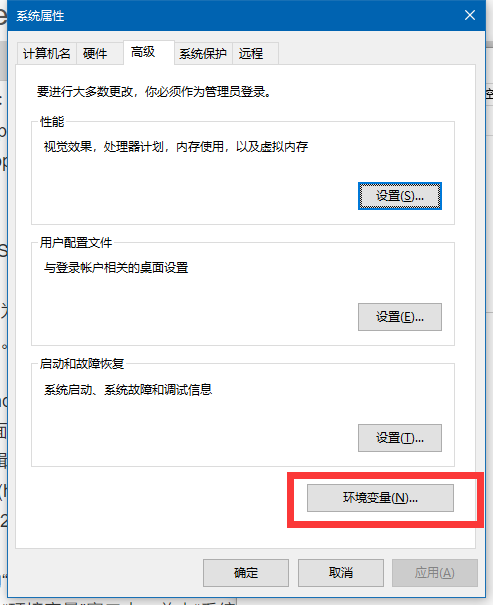 系统属性
计算机名
硬件
高级
系统保护
远程
要进行大多数更改，你必须作为管理员登录。
性能
视觉效果，处理器计划，内存使用，以及虚拟内存
设置(S)...
用户配置文件
与登录帐户相关的桌面设置
设置(E)...
启动和故障恢复
系统启动、系统故障和调试信息
设置(T)...
环境变量(N)...
确定
取消
应用(A)